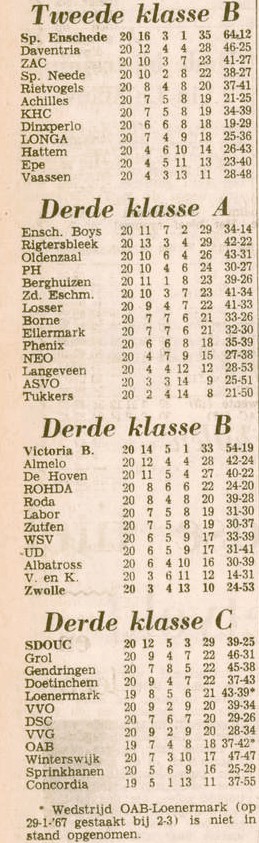 Tweede klasse B
Sp. Enschede 20 16 3 1 35 64-12
Daventria 20 12 4 4 28 46-25
ZAC 20 10 3 7 23 41-27
Sp. Neede 20 10 2 8 22 38-27
Rietvogels 20 8 4 8 20 37-41
Achilles 20 7 5 8 19 21-25
KHC 20 7 5 8 19 34-39
Dinxperlo 20 6 6 8 18 19-29
LONGA 20 7 4 9 18 25-36
Hattem 20 4 6 10 14 26-43
Epe 20 4 5 11 13 23-40
Vaassen 20 4 3 13 11 28-48
Derde klasse A
Ensch. Boys 20 11 7 2 29 34-14
Rigtersbleek 20 13 3 4 29 42-22
Oldenzaal 20 10 6 4 26 43-31
PH 20 10 4 6 24 30-27
Berghuizen 20 11 1 8 23 39-26
Zd. Eschm. 20 10 3 7 23 41-34
Losser 20 9 4 7 22 41-33
Borne 20 7 7 6 21 33-26
Eilermark 20 7 7 6 21 32-30
Phenix 20 6 6 8 18 35-39
NEO 20 4 7 9 15 27-38
Langeveen 20 4 4 12 12 28-53
ASVO 20 3 3 14 9 25-51
Tukkers 20 2 4 14 8 21-50
Derde klasse B
Victoria B. 20 14 5 1 33 54-19
Almelo 20 12 4 4 28 42-24
De Hoven 20 11 5 4 27 40-22
ROHDA 20 8 6 6 22 24-20
Roda 20 8 4 8 20 39-28
Labor 20 7 5 8 19 31-30
Zutfen 20 7 5 8 19 30-37
WSV 20 6 5 9 17 33-39
UD 20 6 5 9 17 31-41
Albatross 20 6 4 10 16 30-39
V. en K. 20 3 6 11 12 14-31
Zwolle 20 3 4 13 10 24-53
Derde klasse C
SDOUC 20 12 5 3 29 39-25
Grol 20 9 4 7 22 46-31
Gendringen 20 7 8 5 22 45-38
Doetinchem 20 9 4 7 22 37-43
Loenermark 19 8 5 6 21 43-39*
VVO 20 9 2 9 20 39-34
DSC 20 7 6 7 20 29-26
VVG 20 9 2 9 20 28-34
OAB 19 7 4 8 18 37-42*
Winterswijk 20 7 3 10 17 47-47
Sprinkhanen 20 5 6 9 16 25-29
Concordia 19 5 1 13 11 37-55
* Wedstrijd OAB-Loenermark (op
29-1-'67 gestaakt bij 2-3) is niet in
stand opgenomen.